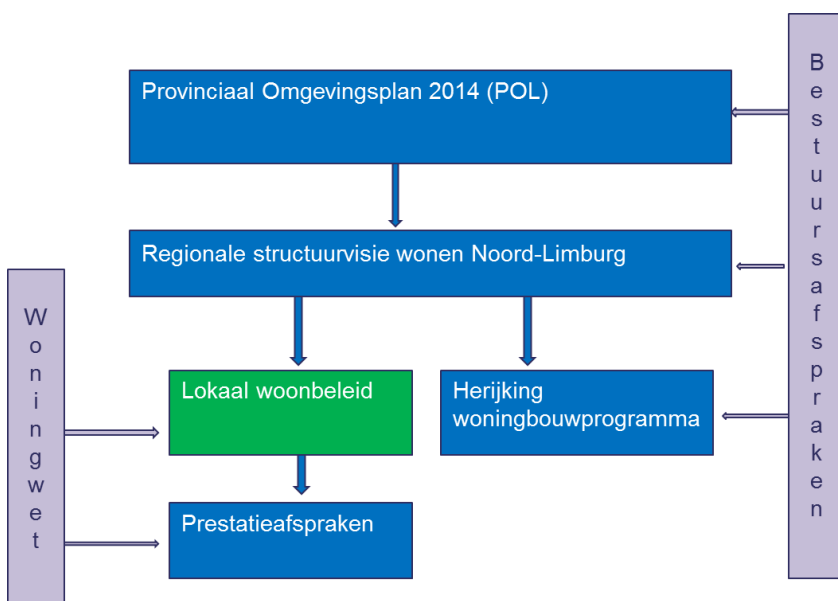 Provinciaal Omgevingsplan 2014 (POL)
Regionale structuurvisie wonen Noord-Limburg
Lokaal woonbeleid
Herijking
woningbouwprogramma
Prestatieafspraken
Woningwet
Bestuursafspraken